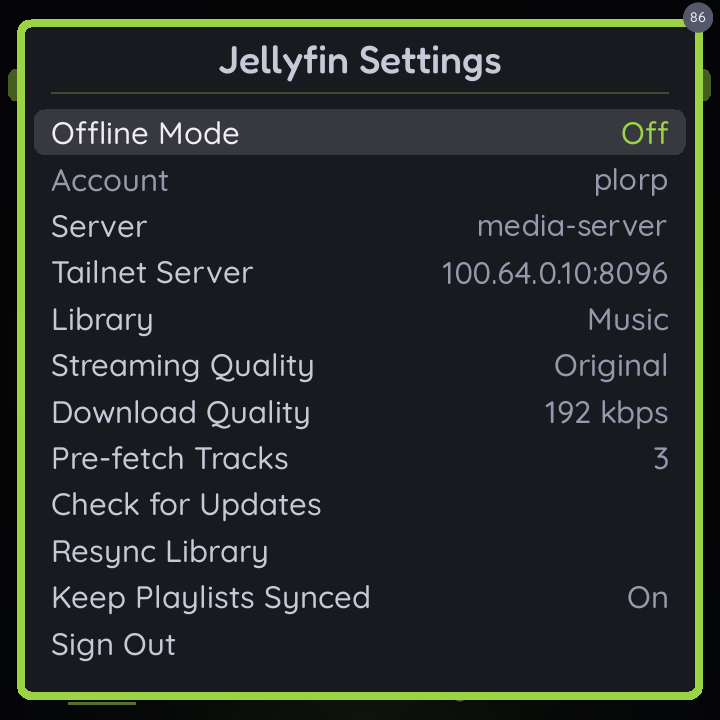 86
Jellyfin Settings
Offline Mode Off
Account plorp
Server media-server
Tailnet Server 100.64.0.10:8096
Library Music
Streaming Quality Original
Download Quality 192 kbps
Pre-fetch Tracks 3
Check for Updates
Resync Library
Keep Playlists Synced On
Sign Out